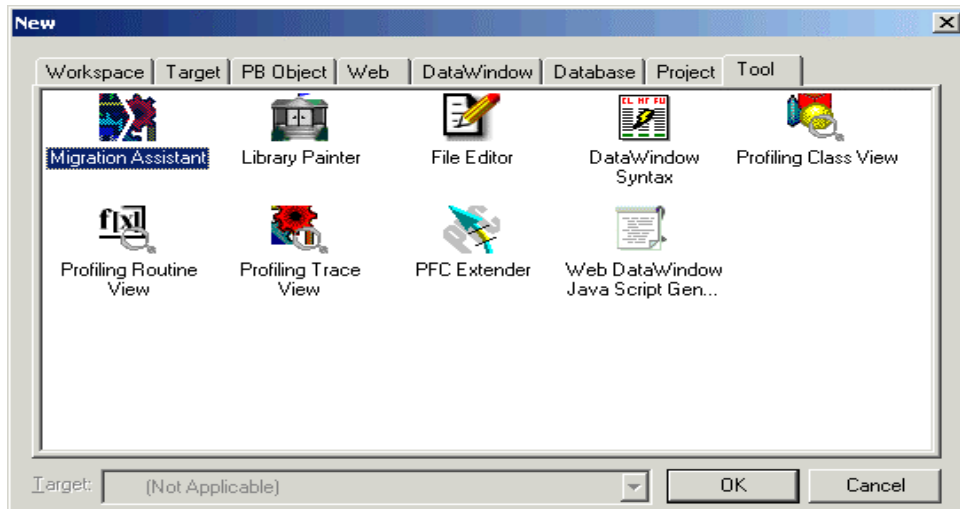 New
Workspace Target PB Object Web DataWindow Database Project Tool
Migration Assistant
Library Painter
File Editor
DataWindow
Syntax
Profiling Class View
Profiling Routine
View
Profiling Trace
View
PFC Extender
Web DataWindow
Java Script Gen...
Target: (Not Applicable) OK Cancel